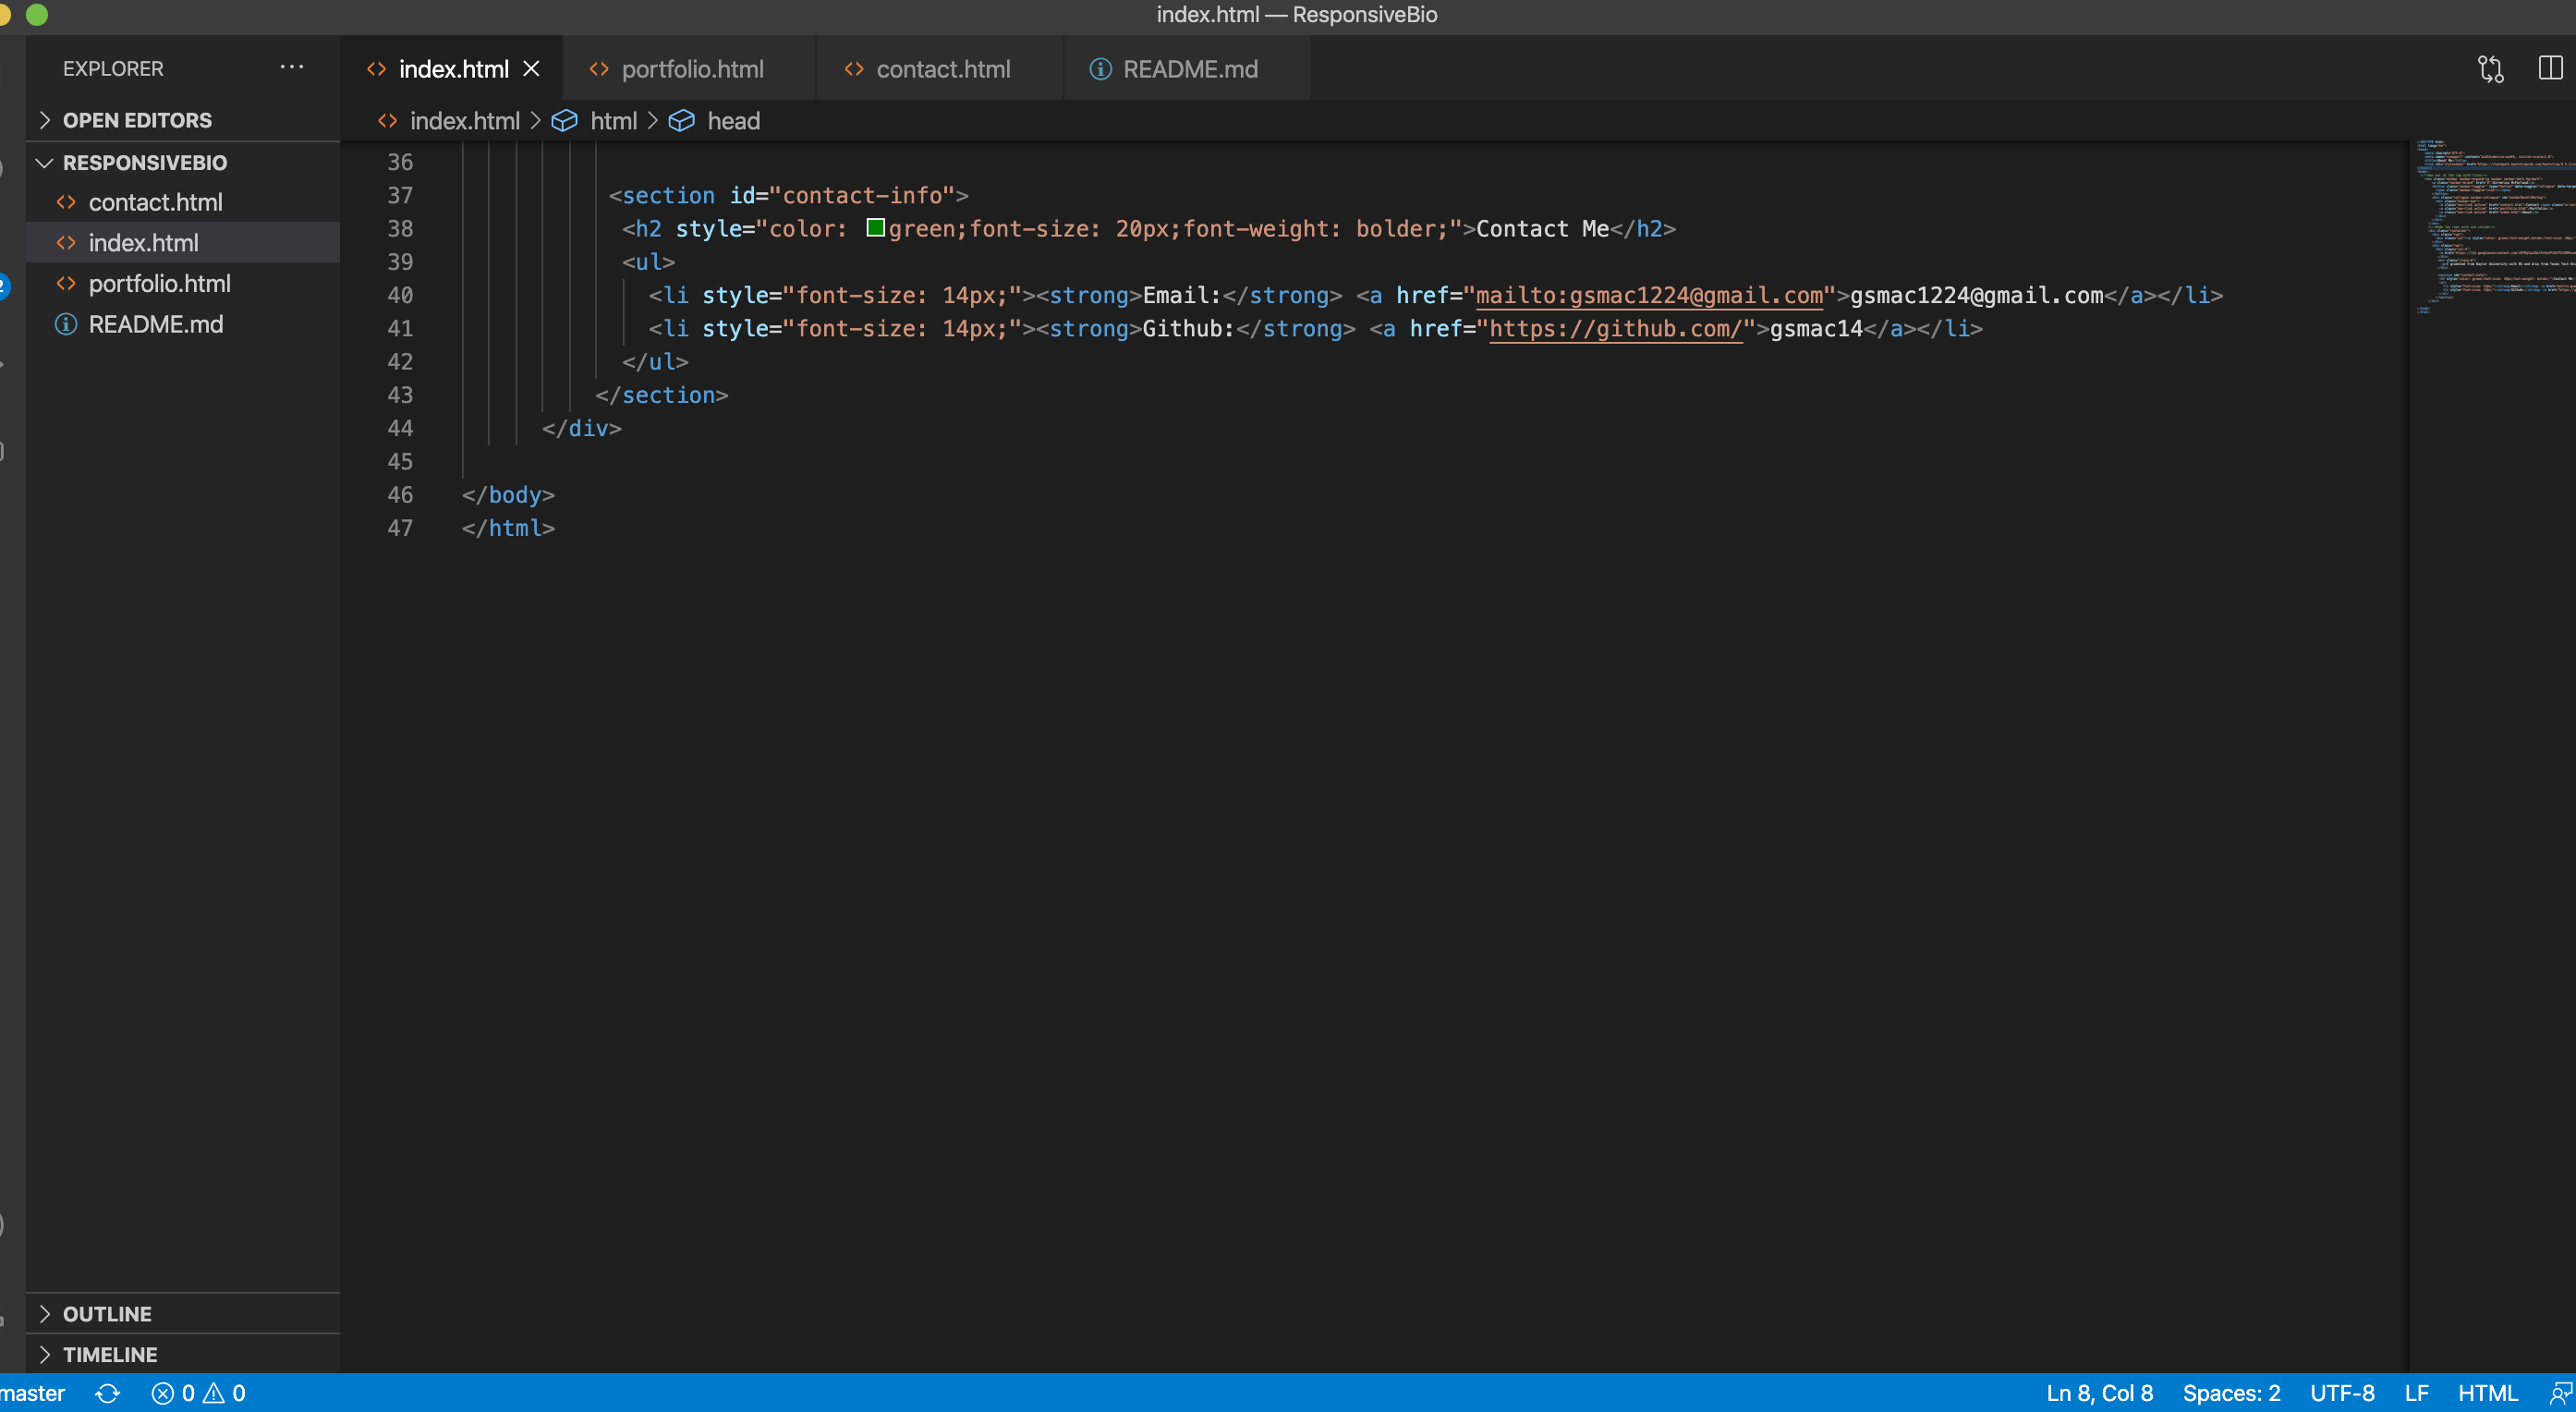 index.html — ResponsiveBio
EXPLORER
index.html
portfolio.html
contact.html
README.md
OPEN EDITORS
index.html
html
head
RESPONSIVEBIO
contact.html
index.html
portfolio.html
README.md
36
37 <section id="contact-info">
38 <h2 style="color: green;font-size: 20px;font-weight: bolder;">Contact Me</h2>
39 <ul>
40 <li style="font-size: 14px;"><strong>Email:</strong> <a href="mailto:gsmac1224@gmail.com">gsmac1224@gmail.com</a></li>
41 <li style="font-size: 14px;"><strong>Github:</strong> <a href="https://github.com/">gsmac14</a></li>
42 </ul>
43 </section>
44 </div>
45
46 </body>
47 </html>
OUTLINE
TIMELINE
master 0 0 Ln 8, Col 8 Spaces: 2 UTF-8 LF HTML